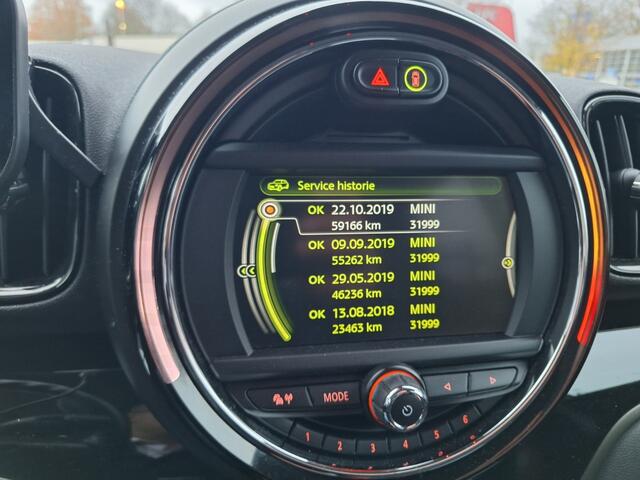 Service historie
OK 22.10.2019 MINI
59166 km 31999
OK 09.09.2019 MINI
55262 km 31999
OK 29.05.2019 MINI
46236 km 31999
OK 13.08.2018 MINI
23463 km 31999
MODE
1 2 3 4 5 6